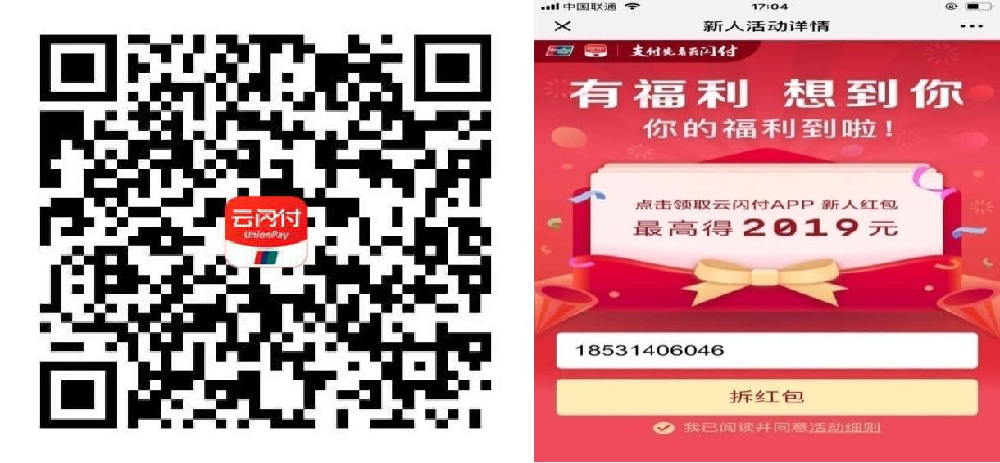 云闪付
UnionPay
中国联通
17:04
新人活动详情
支付先看云闪付
有福利 想到你
你的福利到啦!
点击领取云闪付APP 新人红包
最高得2019元
18531406046
拆红包
我已阅读并同意活动细则